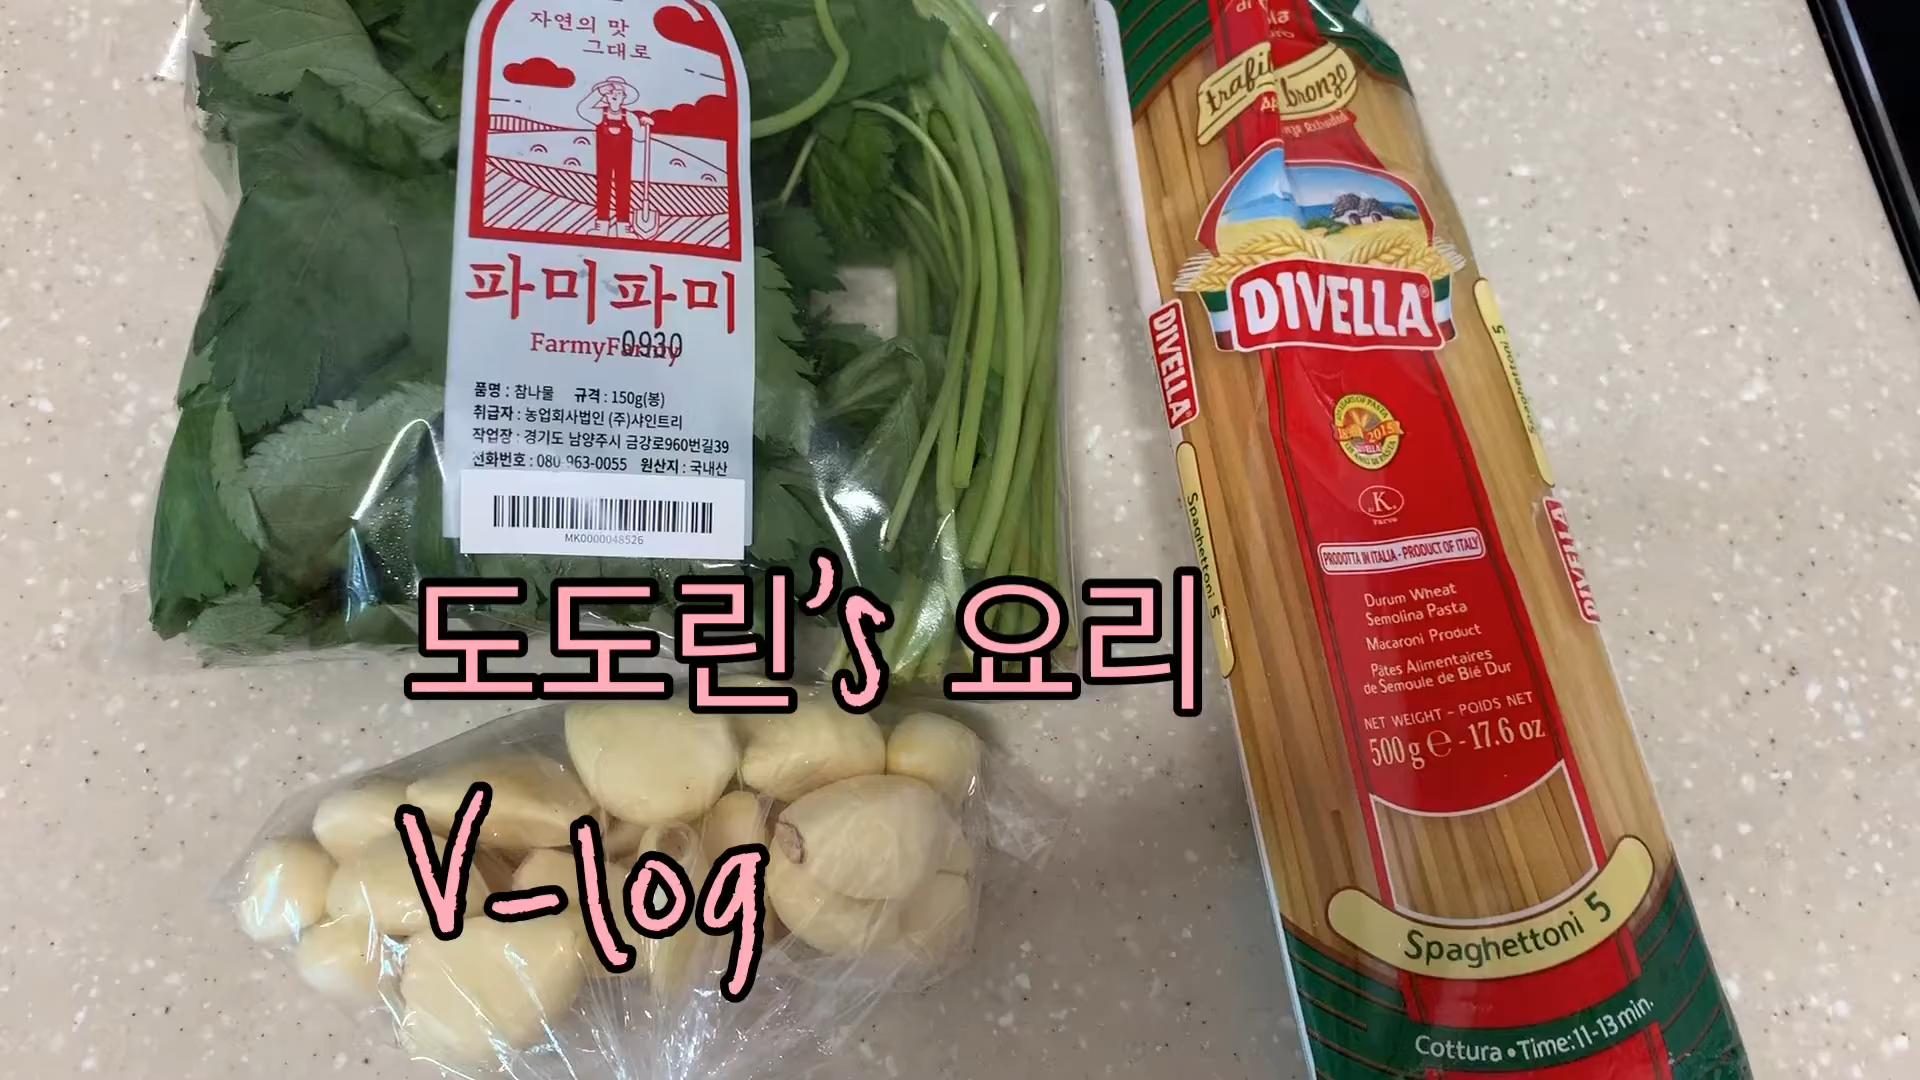 자연의 맛
그대로
파미파미
FarmyFarmy
0930
품명 : 참나물 규격 : 150g(봉)
취급자 : 농업회사법인 (주)샤인트리
작업장 : 경기도 남양주시 금강로960번길39
전화번호 : 080-963-0055 원산지 : 국내산
MK0000048526
bronzo
DIVELLA
DIVELLA
Spaghettoni 5
2015
K
PARVE
PRODOTTA IN ITALIA - PRODUCT OF ITALY
Durum Wheat
Semolina Pasta
Macaroni Product
Pâtes Alimentaires
de Semoule de Blé Dur
NET WEIGHT - POIDS NET
500 g ℮ - 17.6 oz
Spaghettoni 5
Cottura • Time: 11-13 min.
Spaghettoni 5
DIVELLA
도도린's 요리
V-log